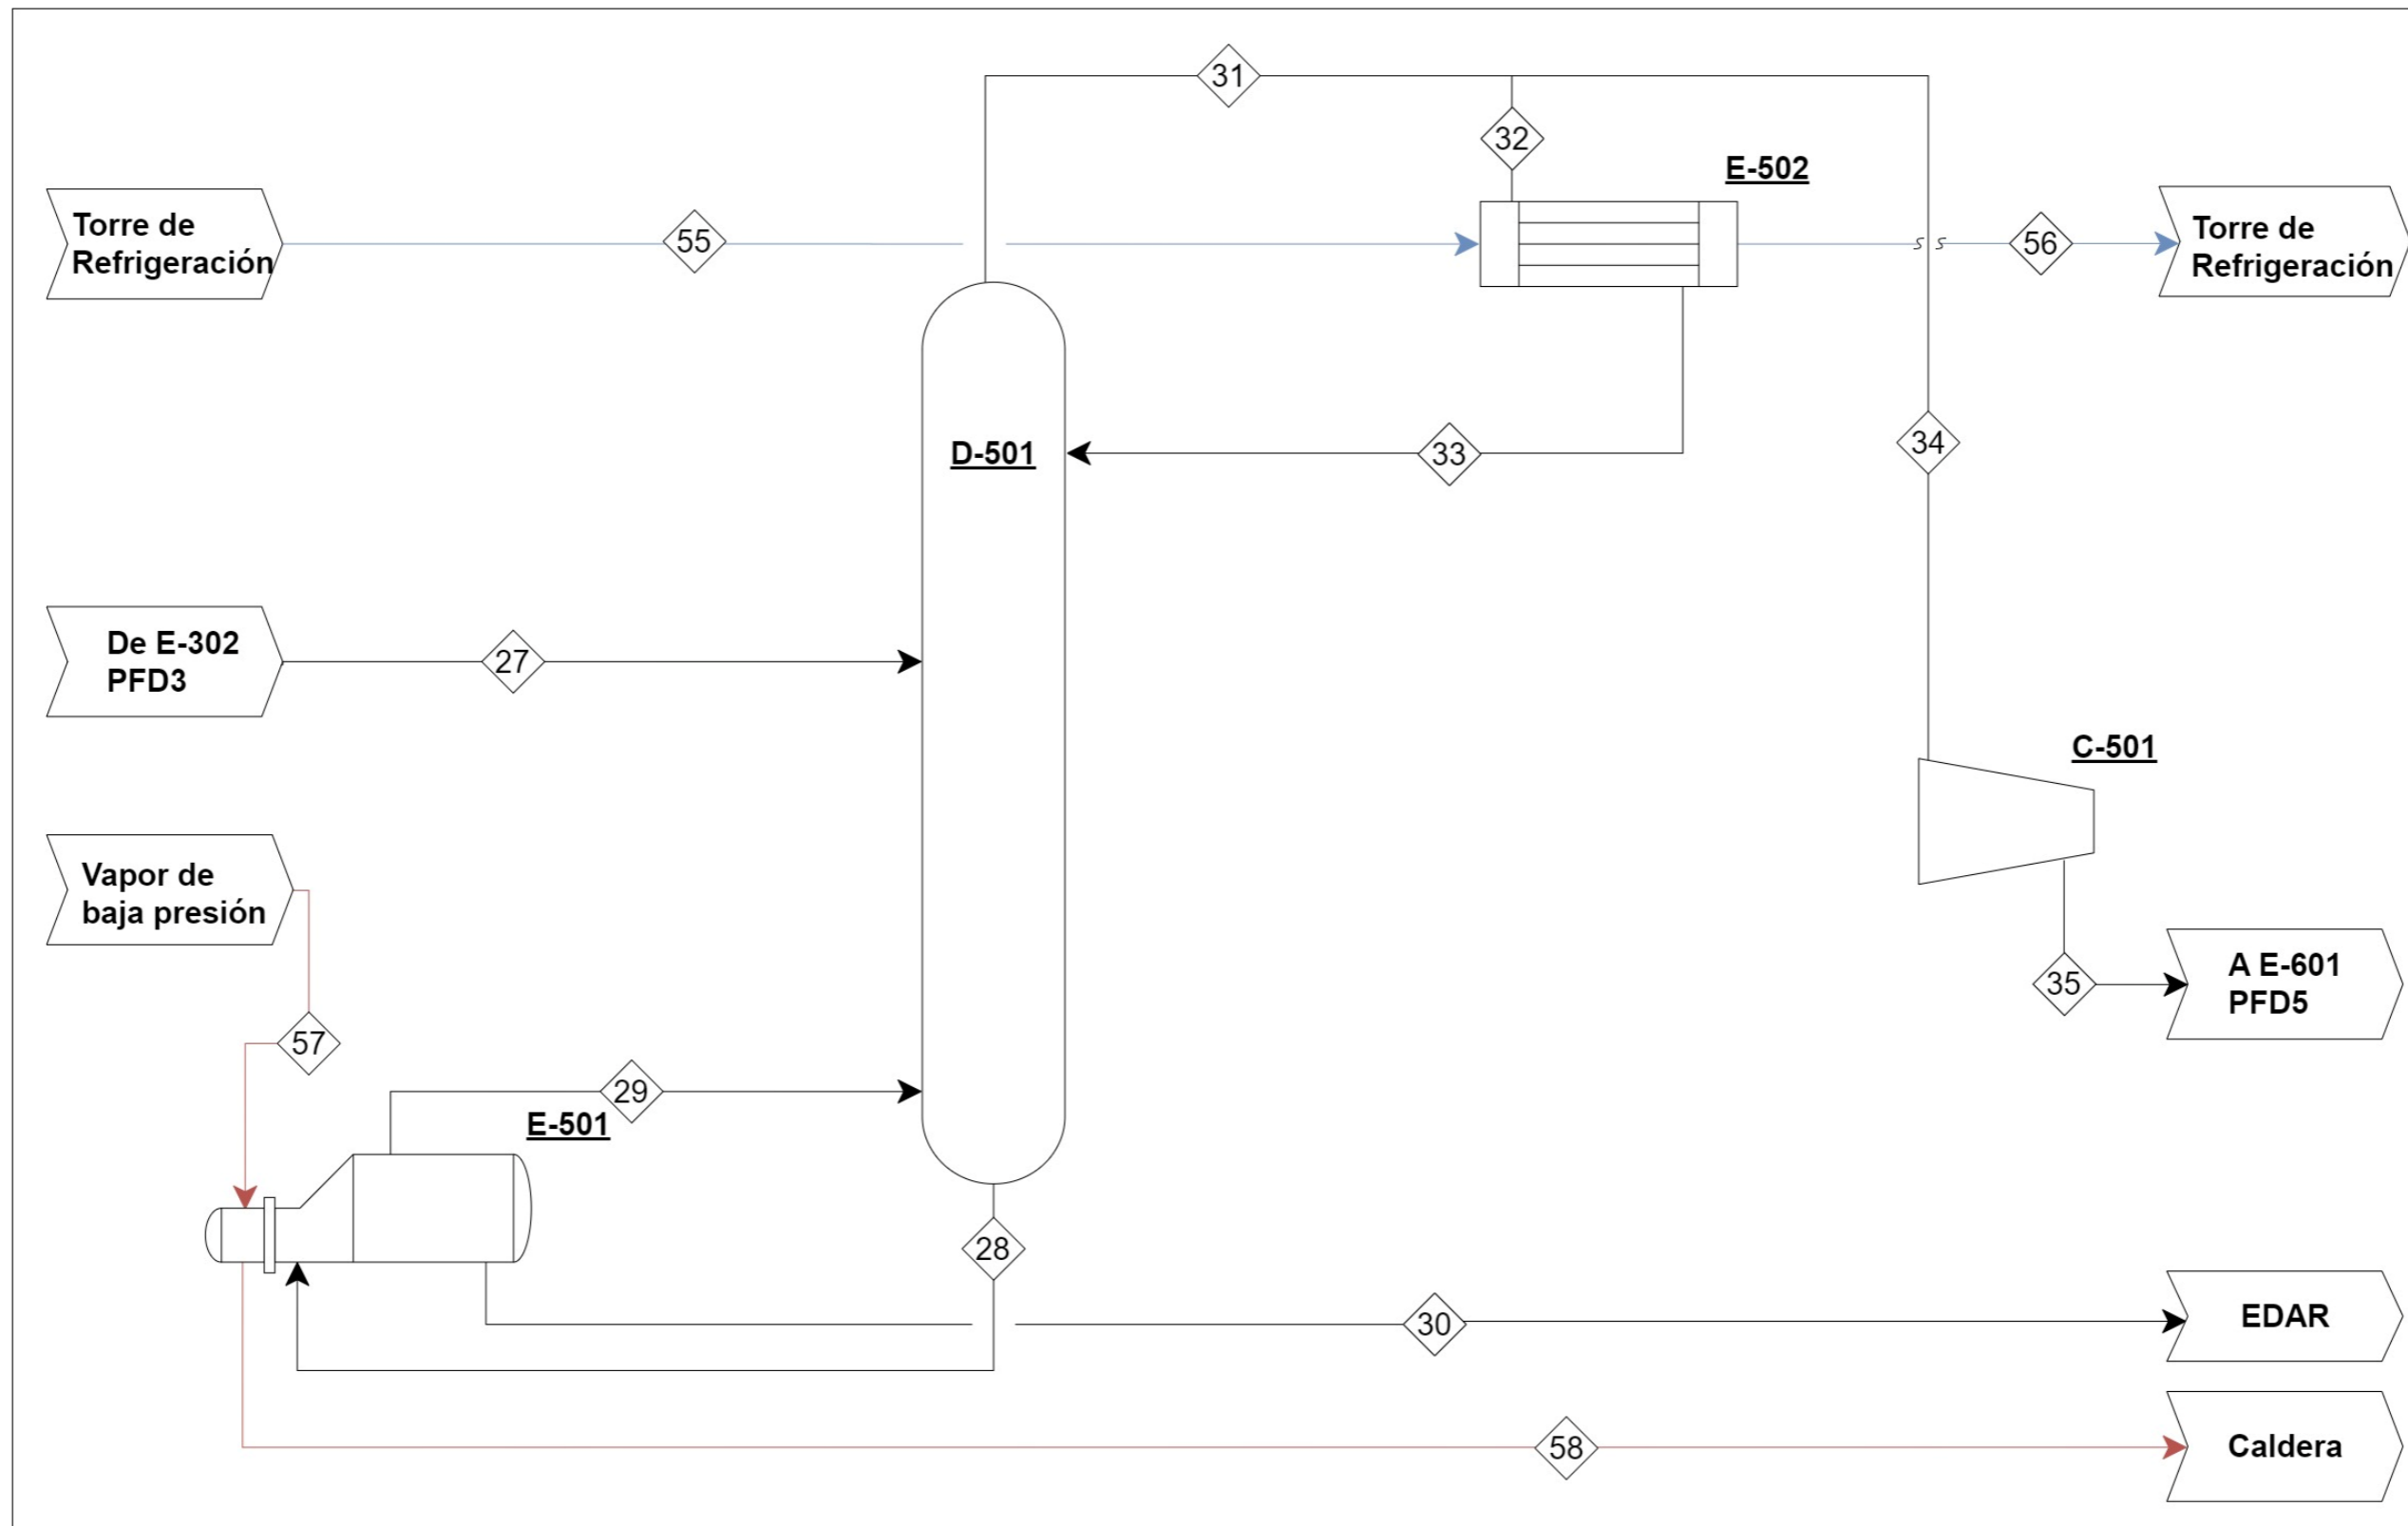 31
32
E-502
Torre de
Refrigeración
55
56
Torre de
Refrigeración
D-501
33
34
De E-302
PFD3
27
C-501
Vapor de
baja presión
A E-601
PFD5
35
57
29
E-501
28
30
EDAR
58
Caldera